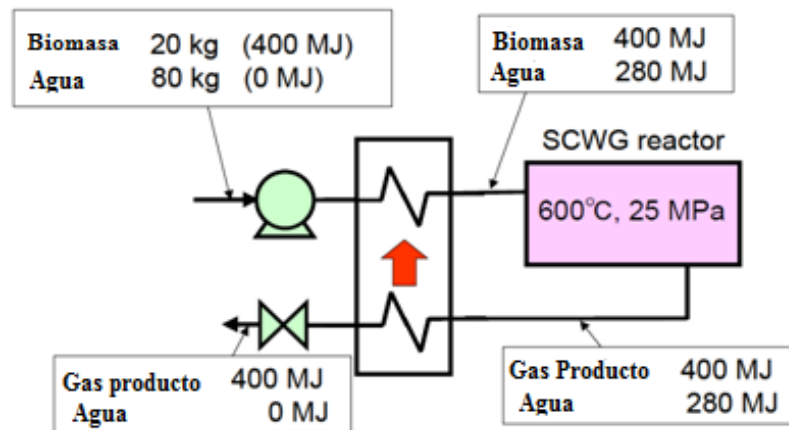 Biomasa 20 kg (400 MJ)
Agua 80 kg (0 MJ)
Biomasa 400 MJ
Agua 280 MJ
SCWG reactor
600°C, 25 MPa
Gas producto 400 MJ
Agua 0 MJ
Gas Producto 400 MJ
Agua 280 MJ